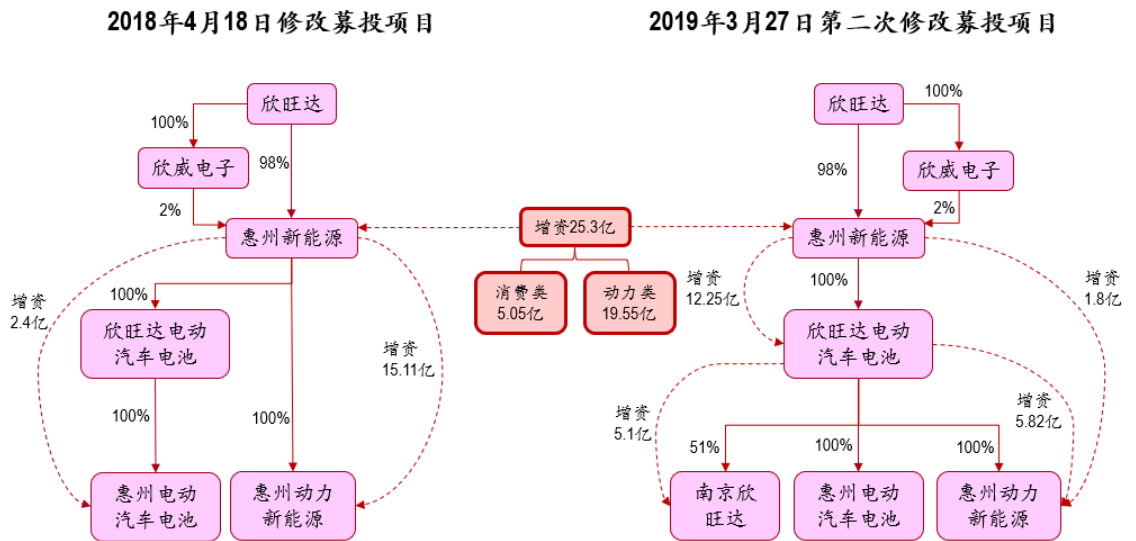 2018年4月18日修改募投项目
欣旺达
100%
欣威电子
98%
2%
惠州新能源
增资
2.4亿
100%
欣旺达电动
汽车电池
增资
15.11亿
100%
100%
惠州电动
汽车电池
惠州动力
新能源
增资25.3亿
消费类
5.05亿
动力类
19.55亿
2019年3月27日第二次修改募投项目
欣旺达
100%
欣威电子
98%
2%
惠州新能源
增资
12.25亿
100%
增资
1.8亿
欣旺达电动
汽车电池
增资
5.1亿
增资
5.82亿
51%
100%
100%
南京欣
旺达
惠州电动
汽车电池
惠州动力
新能源